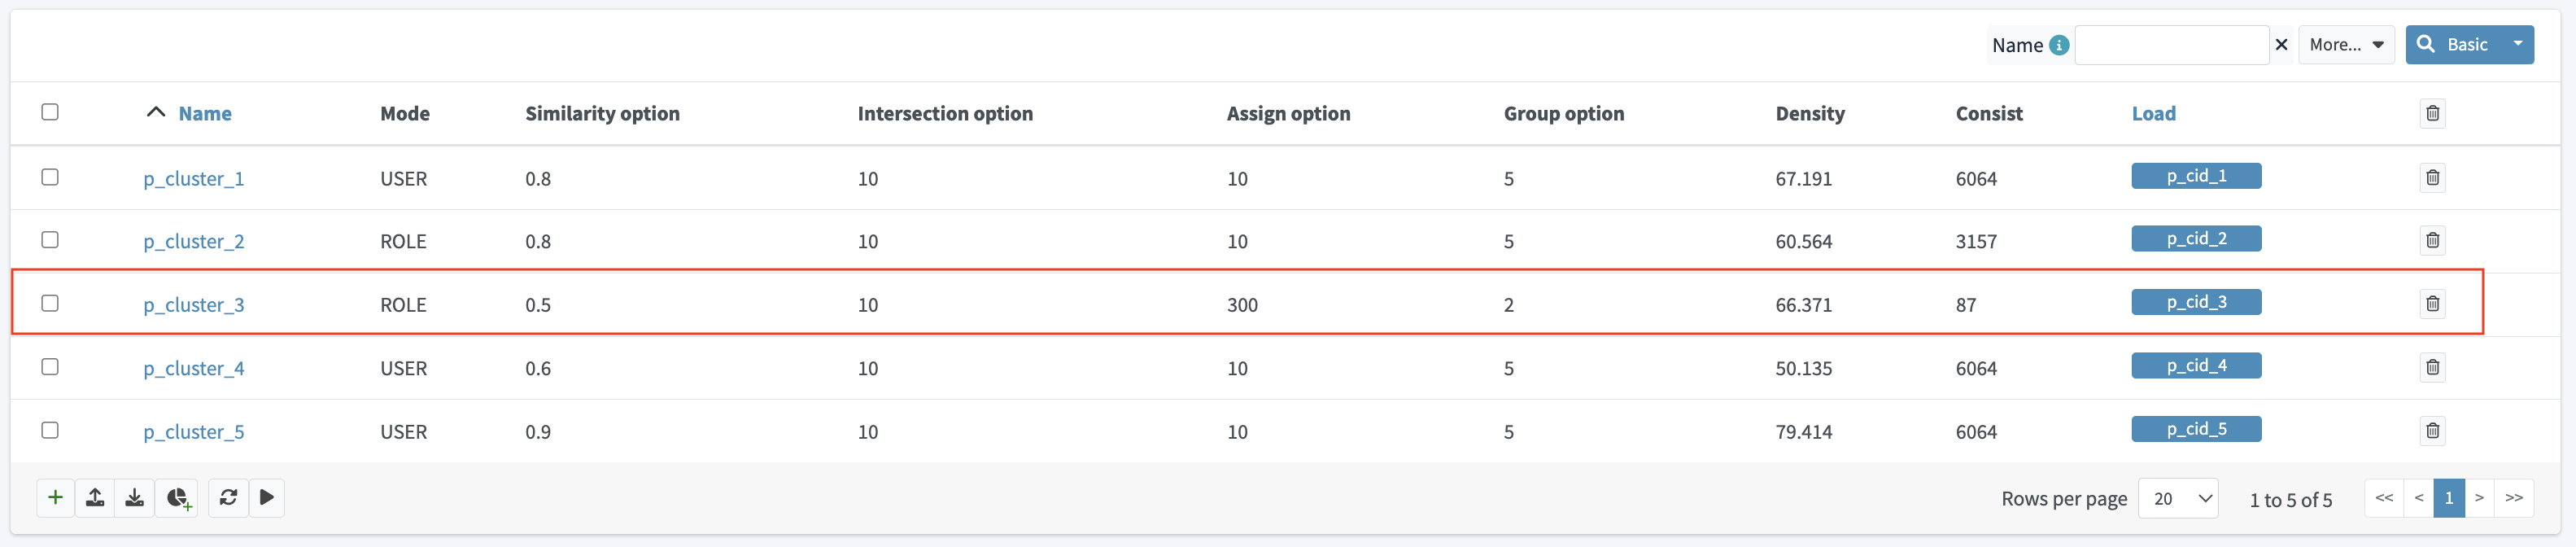 Name i × More... Basic
Name Mode Similarity option Intersection option Assign option Group option Density Consist Load
p_cluster_1 USER 0.8 10 10 5 67.191 6064 p_cid_1
p_cluster_2 ROLE 0.8 10 10 5 60.564 3157 p_cid_2
p_cluster_3 ROLE 0.5 10 300 2 66.371 87 p_cid_3
p_cluster_4 USER 0.6 10 10 5 50.135 6064 p_cid_4
p_cluster_5 USER 0.9 10 10 5 79.414 6064 p_cid_5
Rows per page 20 1 to 5 of 5 << < 1 > >>